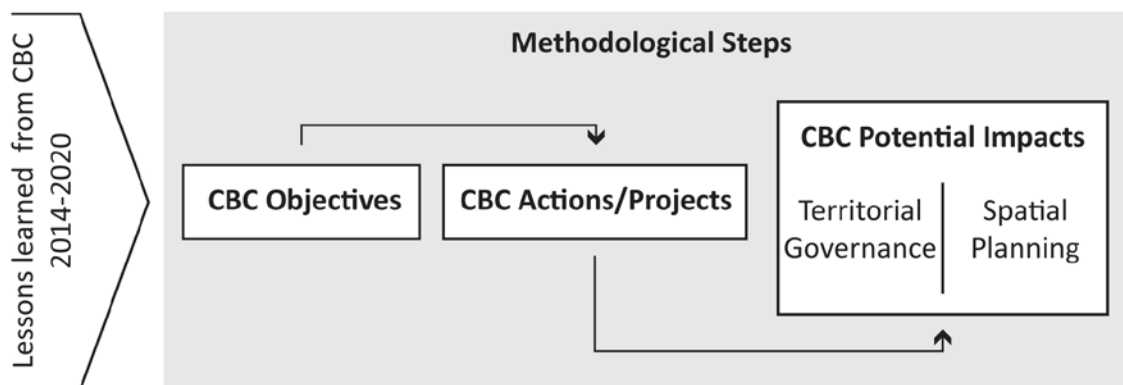 Lessons learned from CBC
2014-2020
Methodological Steps
CBC Objectives
CBC Actions/Projects
CBC Potential Impacts
Territorial
Governance
Spatial
Planning